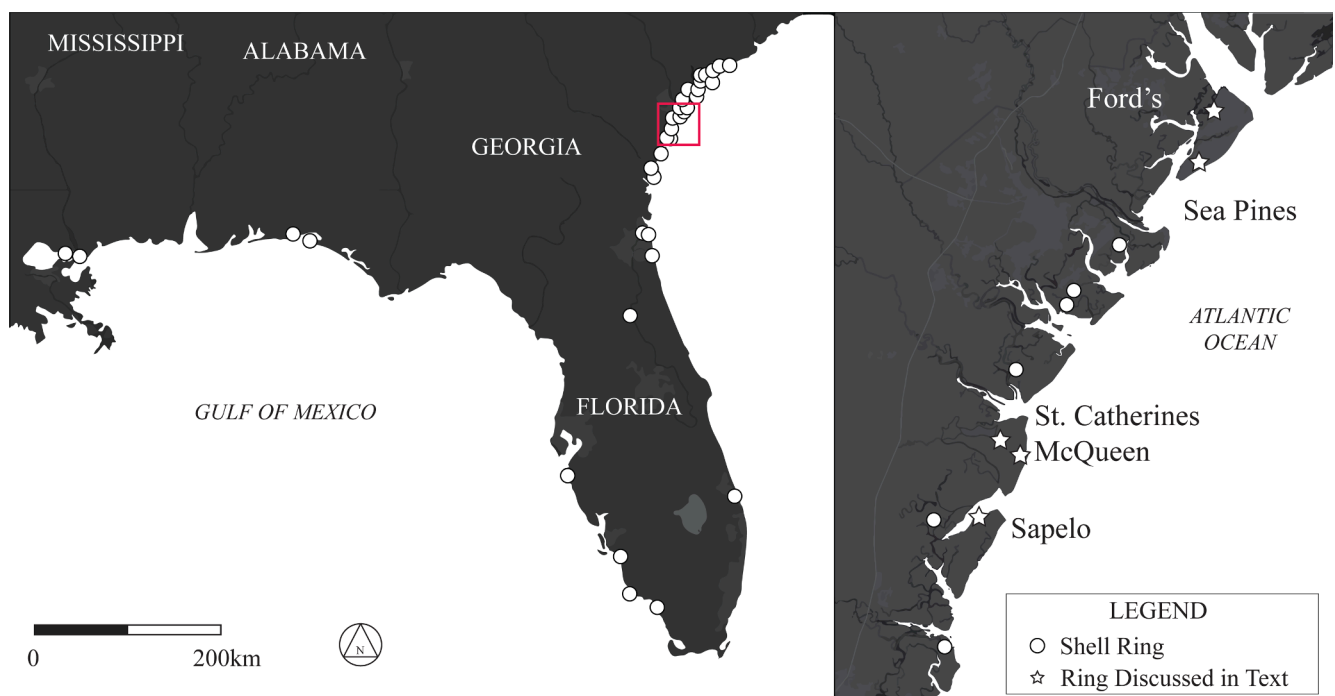 MISSISSIPPI
ALABAMA
GEORGIA
FLORIDA
GULF OF MEXICO
0 200km
N
Ford's
Sea Pines
ATLANTIC
OCEAN
St. Catherines
McQueen
Sapelo
LEGEND
Shell Ring
Ring Discussed in Text